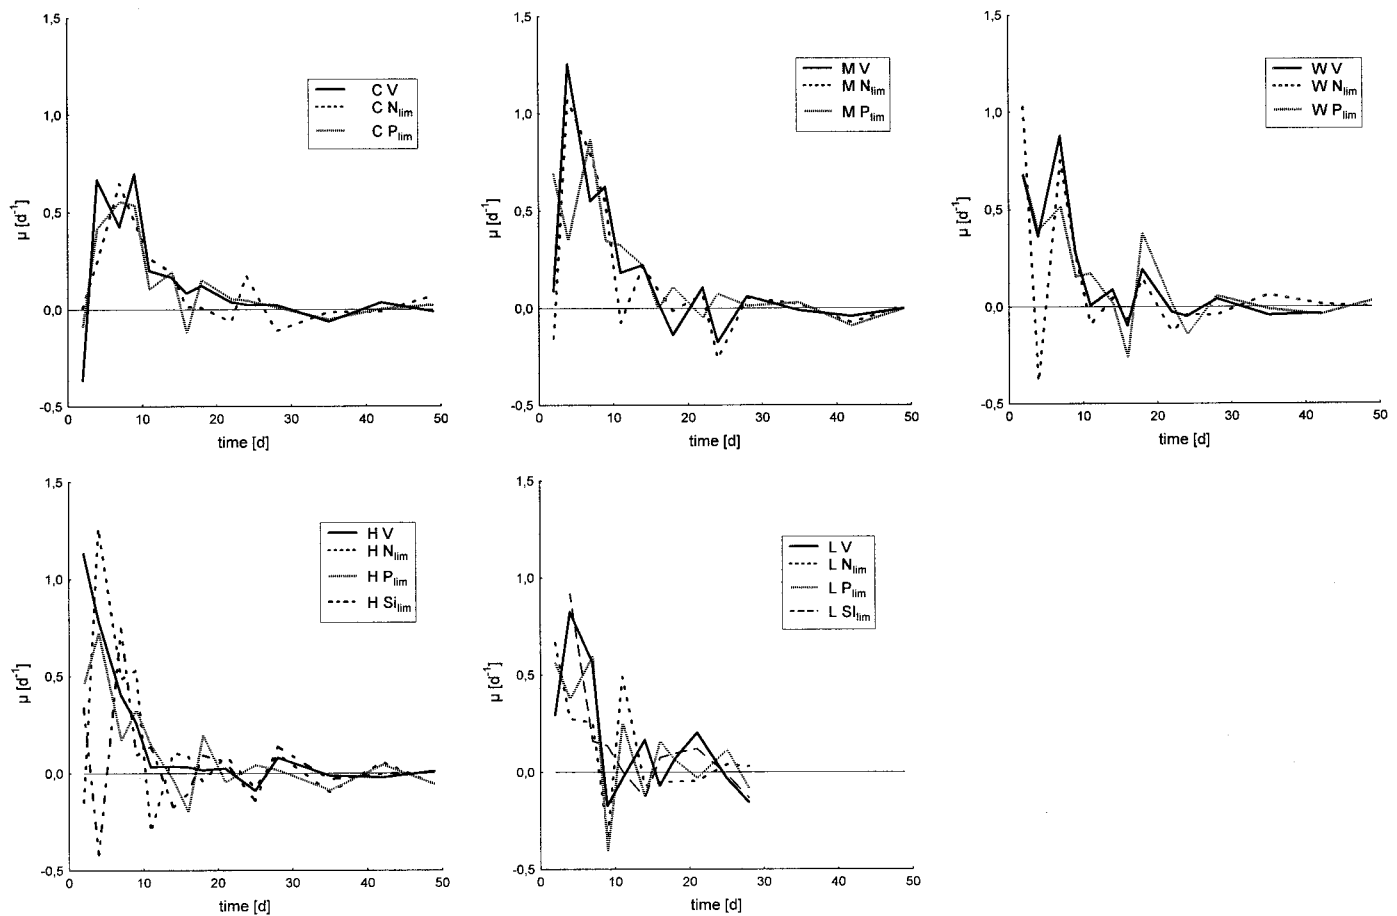 1,5
1,0
0,5
0,0
-0,5
µ [d-1]
0 10 20 30 40 50
time [d]
C V
C Nlim
C Plim
1,5
1,0
0,5
0,0
-0,5
µ [d-1]
0 10 20 30 40 50
time [d]
M V
M Nlim
M Plim
1,5
1,0
0,5
0,0
-0,5
µ [d-1]
0 10 20 30 40 50
time [d]
W V
W Nlim
W Plim
1,5
1,0
0,5
0,0
-0,5
µ [d-1]
0 10 20 30 40 50
time [d]
H V
H Nlim
H Plim
H Silim
1,5
1,0
0,5
0,0
-0,5
µ [d-1]
0 10 20 30 40 50
time [d]
L V
L Nlim
L Plim
L SIlim